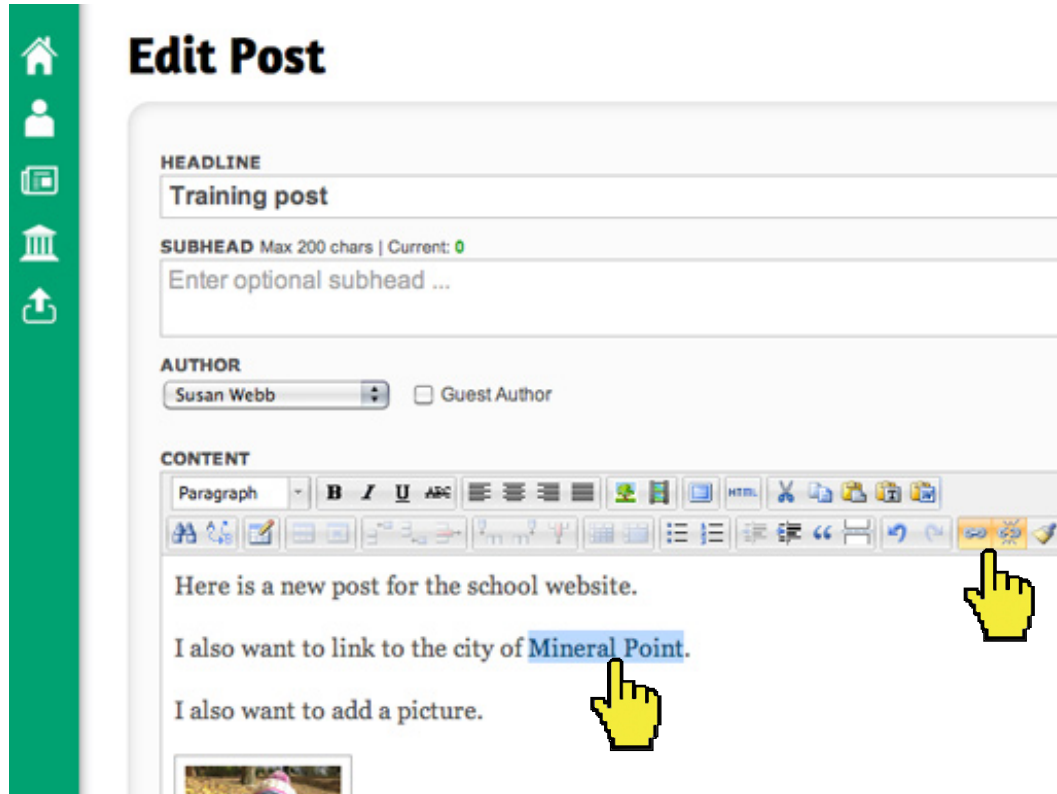 Edit Post
HEADLINE
Training post
SUBHEAD Max 200 chars | Current: 0
Enter optional subhead ...
AUTHOR
Susan Webb Guest Author
CONTENT
Paragraph B I U ABC HTML T W
Here is a new post for the school website.
I also want to link to the city of Mineral Point.
I also want to add a picture.